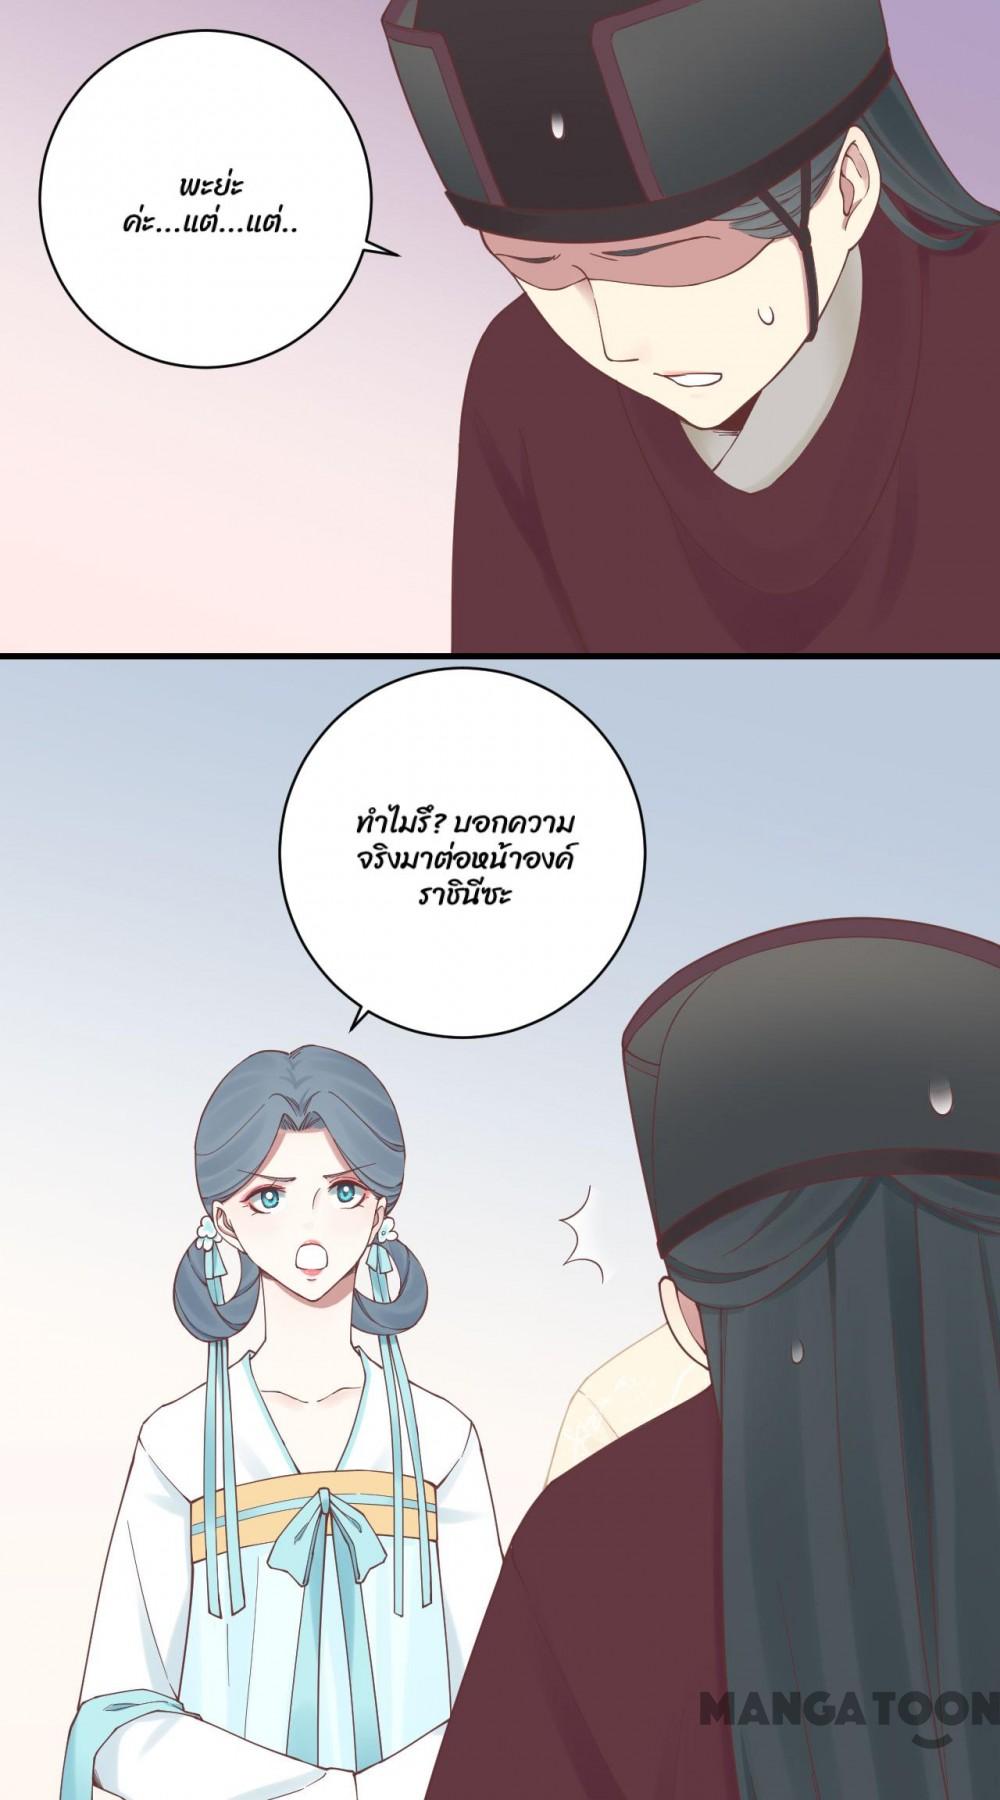 พะย่ะ
ค่ะ...แต่...แต่..
ทำไมรึ? บอกความ
จริงมาต่อหน้าองค์
ราชินีซะ
MANGATOON